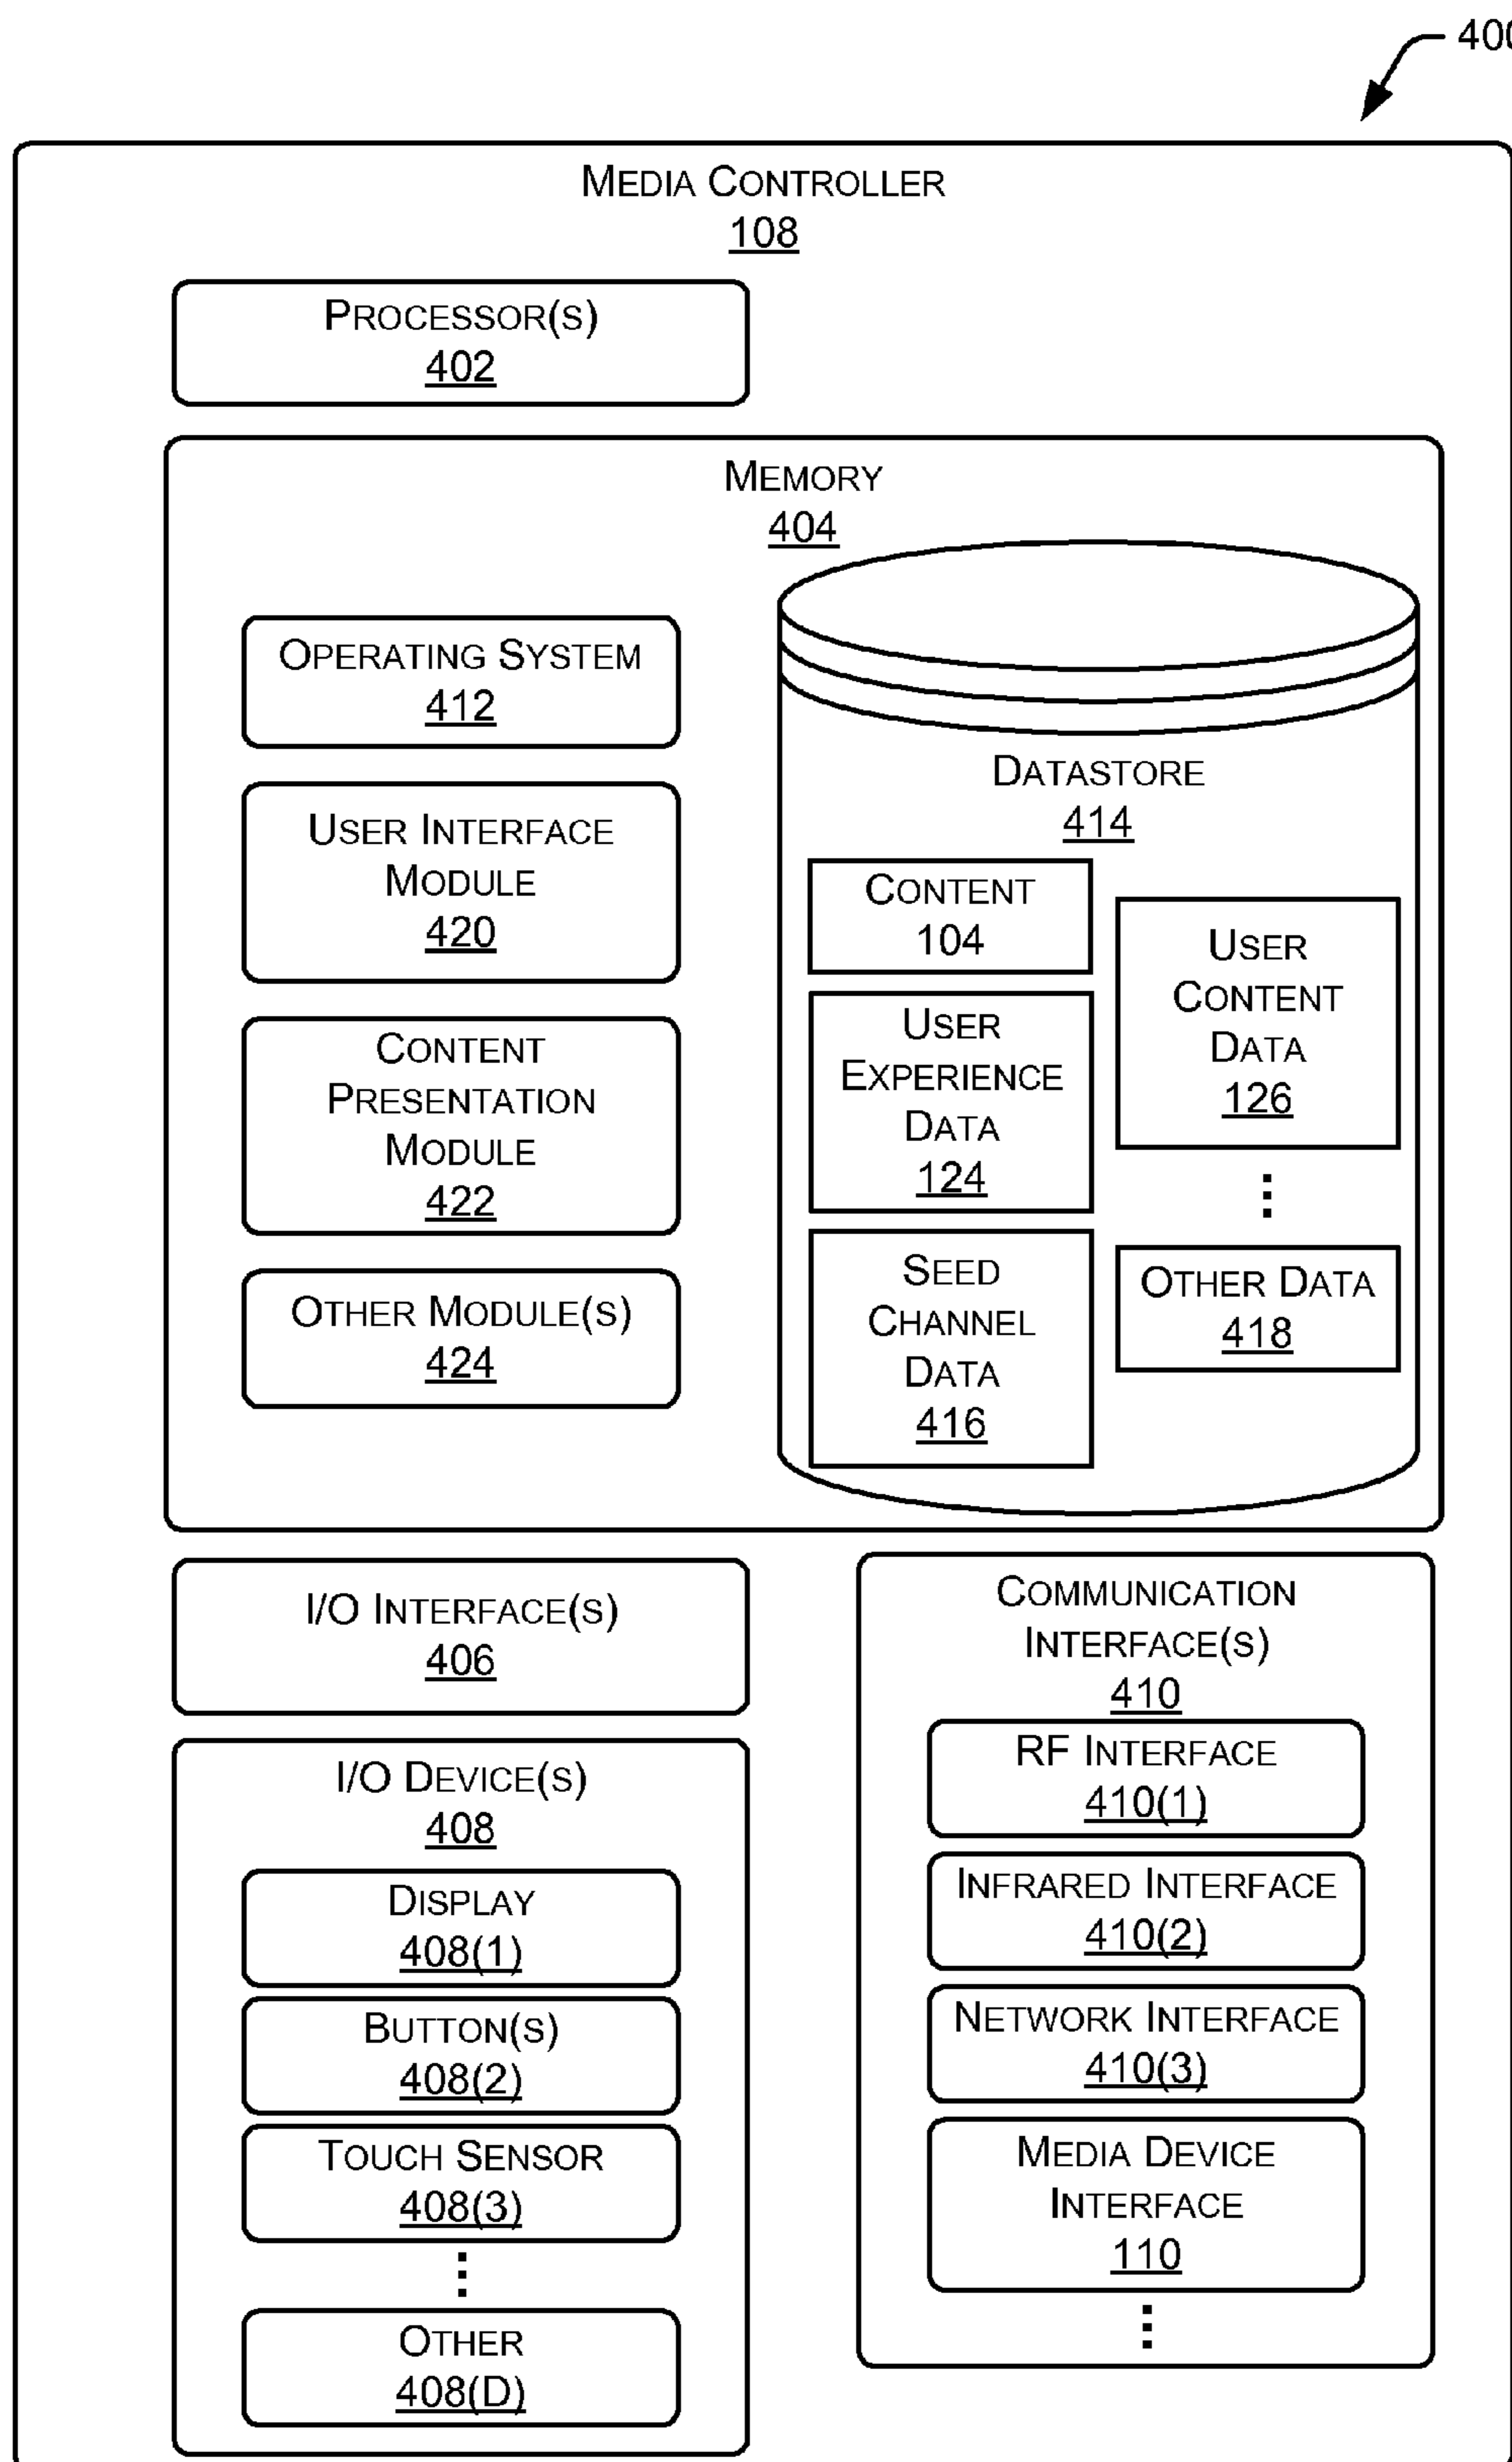 400
MEDIA CONTROLLER
108
PROCESSOR(S)
402
MEMORY
404
OPERATING SYSTEM
412
USER INTERFACE
MODULE
420
CONTENT
PRESENTATION
MODULE
422
OTHER MODULE(S)
424
DATASTORE
414
CONTENT
104
USER
EXPERIENCE
DATA
124
SEED
CHANNEL
DATA
416
USER
CONTENT
DATA
126
OTHER DATA
418
I/O INTERFACE(S)
406
I/O DEVICE(S)
408
DISPLAY
408(1)
BUTTON(S)
408(2)
TOUCH SENSOR
408(3)
OTHER
408(D)
COMMUNICATION
INTERFACE(S)
410
RF INTERFACE
410(1)
INFRARED INTERFACE
410(2)
NETWORK INTERFACE
410(3)
MEDIA DEVICE
INTERFACE
110